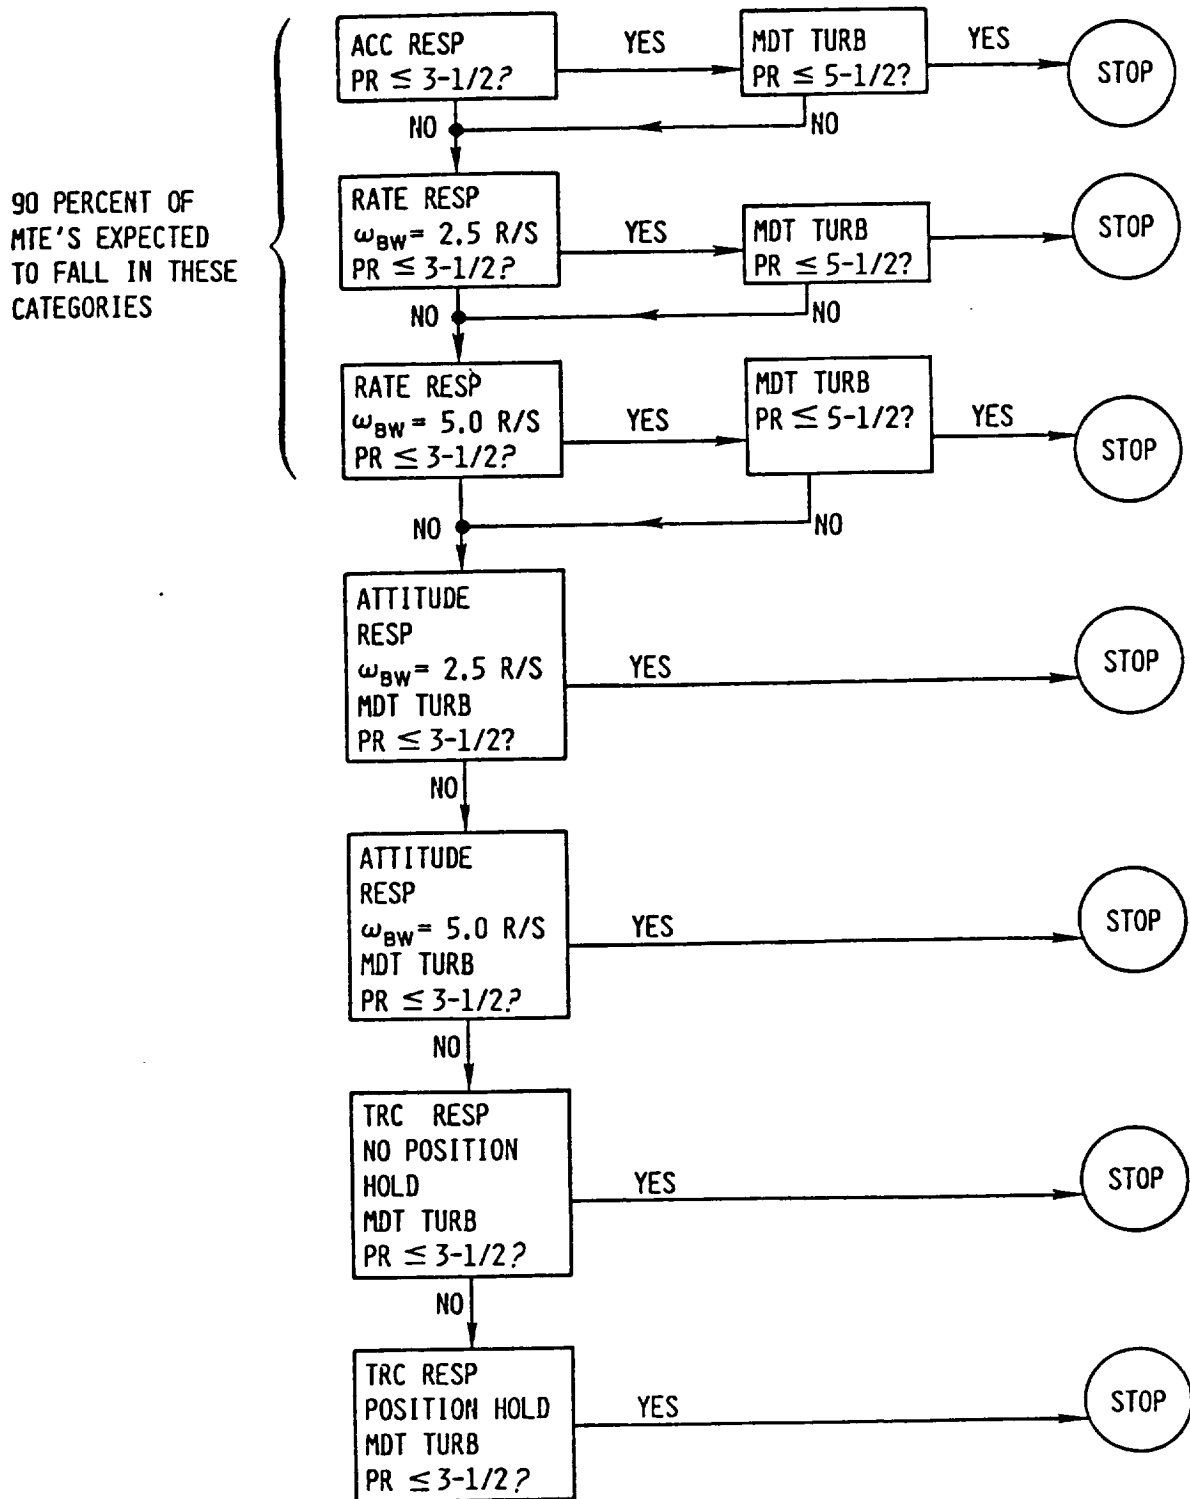 ACC RESP
PR ≤ 3-1/2?
YES
MDT TURB
PR ≤ 5-1/2?
YES
STOP
NO
NO
90 PERCENT OF
MTE'S EXPECTED
TO FALL IN THESE
CATEGORIES
RATE RESP
ωBW = 2.5 R/S
PR ≤ 3-1/2?
YES
MDT TURB
PR ≤ 5-1/2?
STOP
NO
NO
RATE RESP
ωBW = 5.0 R/S
PR ≤ 3-1/2?
YES
MDT TURB
PR ≤ 5-1/2?
YES
STOP
NO
NO
ATTITUDE
RESP
ωBW = 2.5 R/S
MDT TURB
PR ≤ 3-1/2?
YES
STOP
NO
ATTITUDE
RESP
ωBW = 5.0 R/S
MDT TURB
PR ≤ 3-1/2?
YES
STOP
NO
TRC RESP
NO POSITION
HOLD
MDT TURB
PR ≤ 3-1/2?
YES
STOP
NO
TRC RESP
POSITION HOLD
MDT TURB
PR ≤ 3-1/2?
YES
STOP